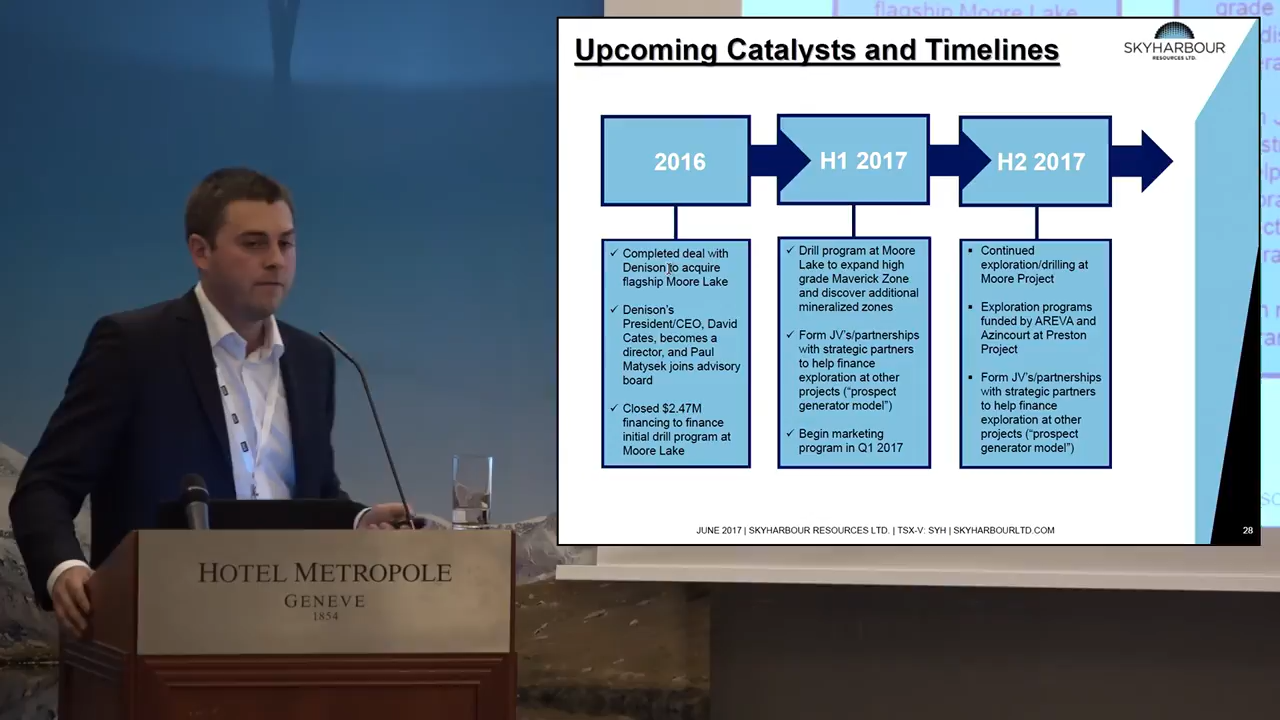 flagship Moore Lake
grade
Upcoming Catalysts and Timelines
SKYHARBOUR
RESOURCES LTD.
2016
H1 2017
H2 2017
✓ Completed deal with
Denison to acquire
flagship Moore Lake
✓ Denison's
President/CEO, David
Cates, becomes a
director, and Paul
Matysek joins advisory
board
✓ Closed $2.47M
financing to finance
initial drill program at
Moore Lake
✓ Drill program at Moore
Lake to expand high
grade Maverick Zone
and discover additional
mineralized zones
✓ Form JV's/partnerships
with strategic partners
to help finance
exploration at other
projects ("prospect
generator model")
✓ Begin marketing
program in Q1 2017
▪ Continued
exploration/drilling at
Moore Project
▪ Exploration programs
funded by AREVA and
Azincourt at Preston
Project
▪ Form JV's/partnerships
with strategic partners
to help finance
exploration at other
projects ("prospect
generator model")
JUNE 2017 | SKYHARBOUR RESOURCES LTD. | TSX-V: SYH | SKYHARBOURLTD.COM
28
HOTEL METROPOLE
GENEVE
1854